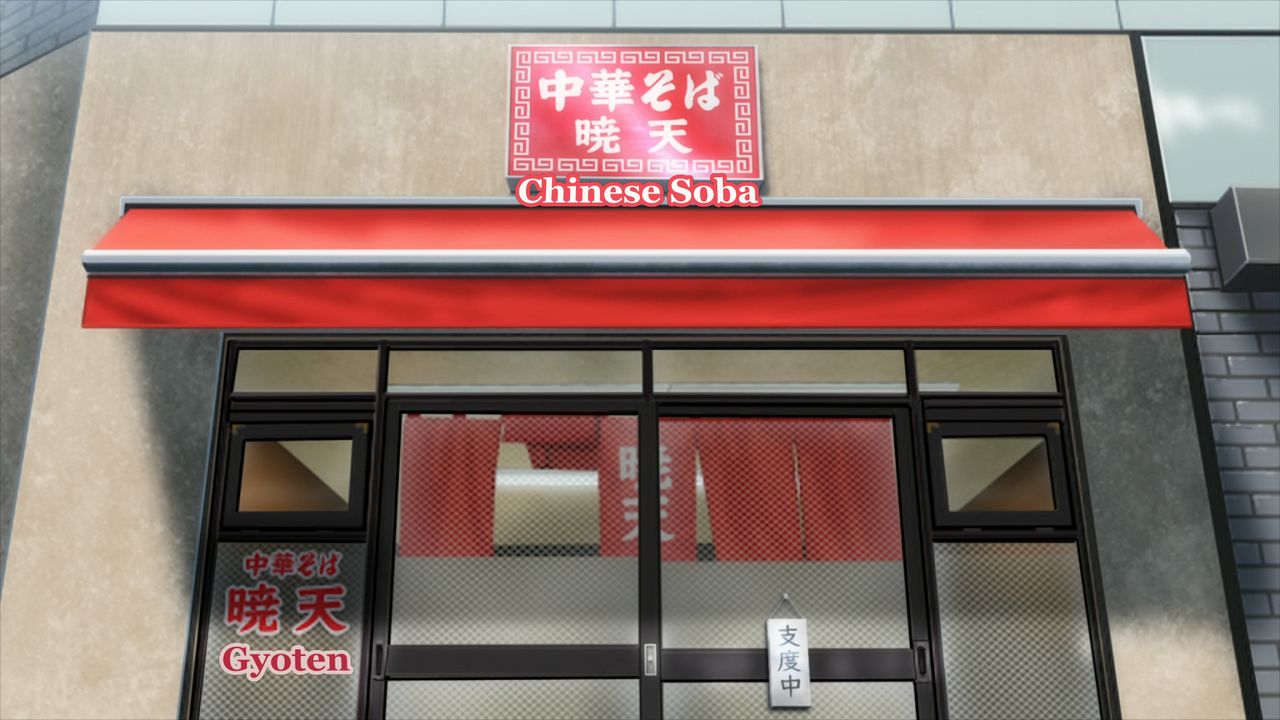 中華そば
暁天
Chinese Soba
暁天
中華そば
暁天
Gyoten
支度中